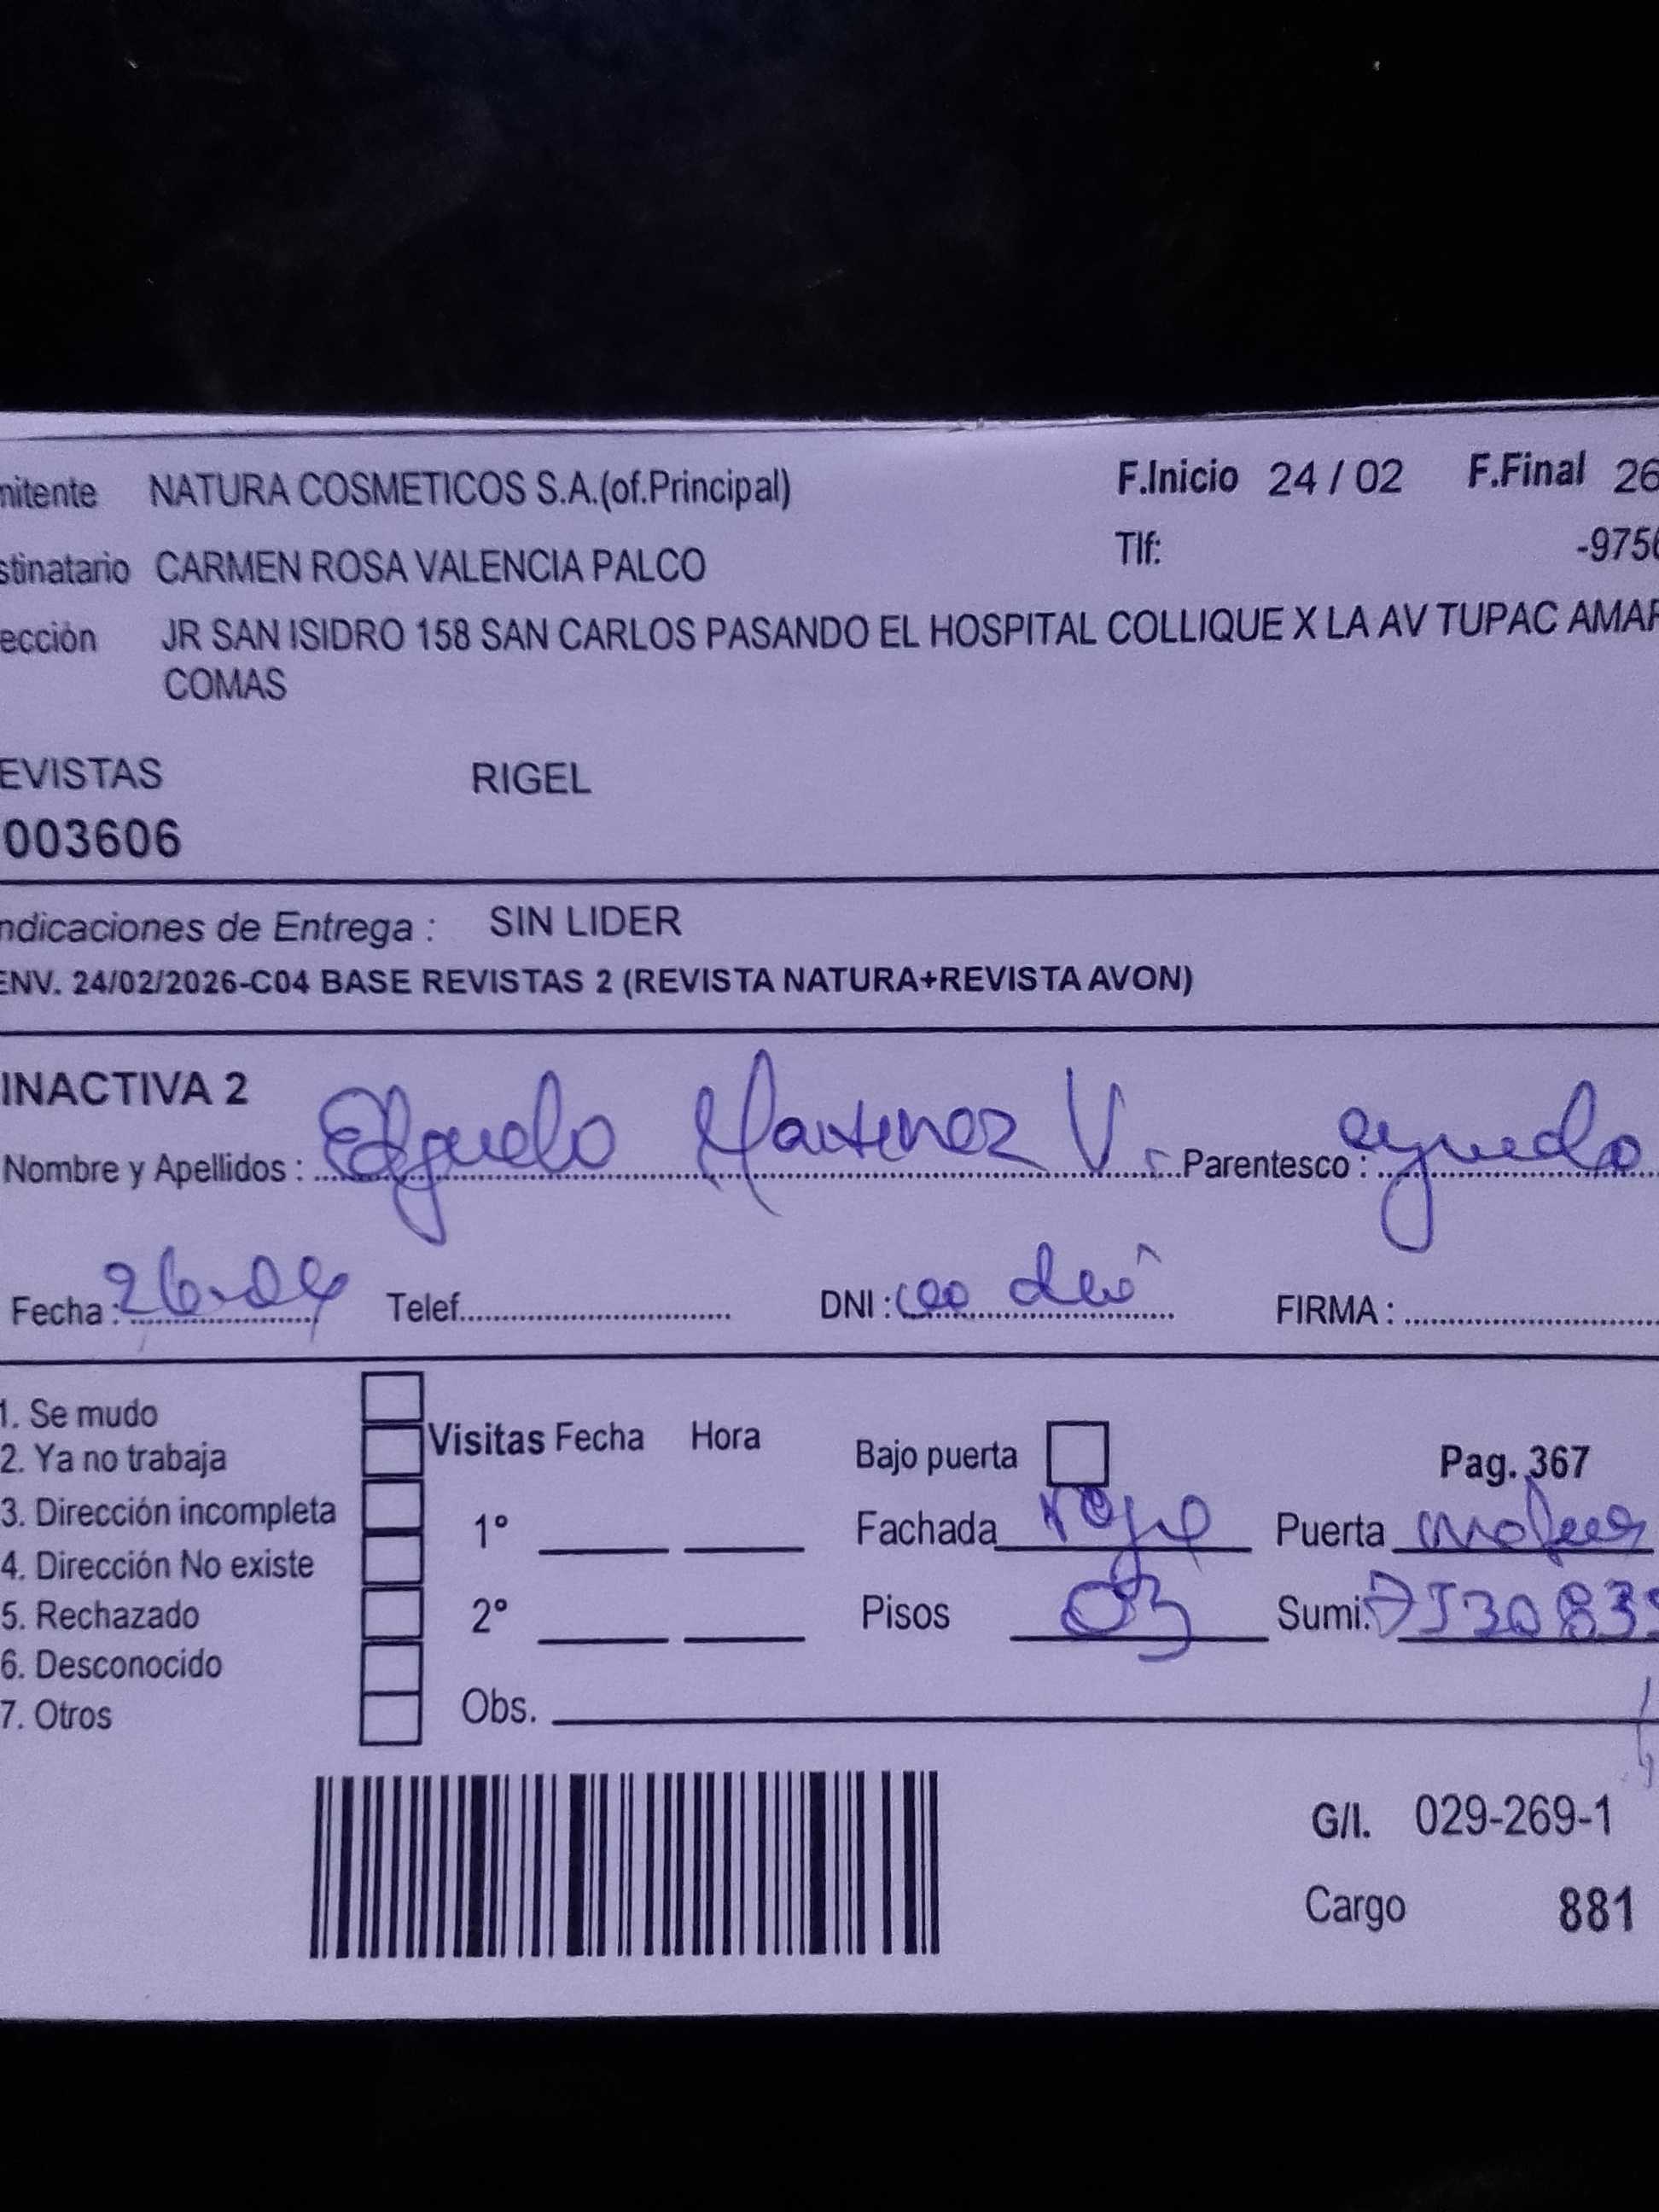 mitente NATURA COSMETICOS S.A.(of.Principal) F.Inicio 24 / 02 F.Final 26
stinatario CARMEN ROSA VALENCIA PALCO Tlf: -975
ección JR SAN ISIDRO 158 SAN CARLOS PASANDO EL HOSPITAL COLLIQUE X LA AV TUPAC AMAR
COMAS
EVISTAS RIGEL
003606
ndicaciones de Entrega : SIN LIDER
ENV. 24/02/2026-C04 BASE REVISTAS 2 (REVISTA NATURA+REVISTA AVON)
INACTIVA 2
Nombre y Apellidos : Martinez V. Parentesco :
Fecha : Telef. DNI : FIRMA :
1. Se mudo
2. Ya no trabaja
3. Dirección incompleta
4. Dirección No existe
5. Rechazado
6. Desconocido
7. Otros
Visitas Fecha Hora
1°
2°
Bajo puerta Pag. 367
Fachada Puerta
Pisos 03 Sumi.
Obs.
G/I. 029-269-1
Cargo 881